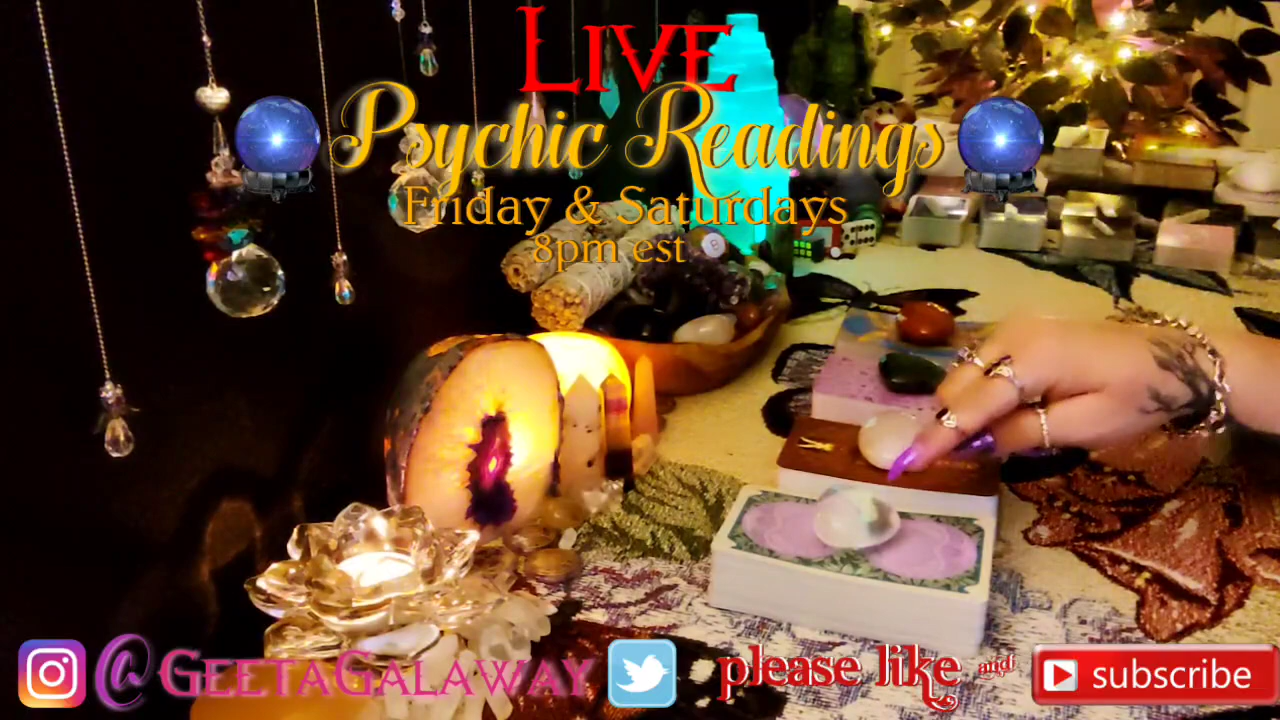 LIVE
Psychic Readings
Friday & Saturdays
8pm est
@GEETAGALAWAY
please like and subscribe